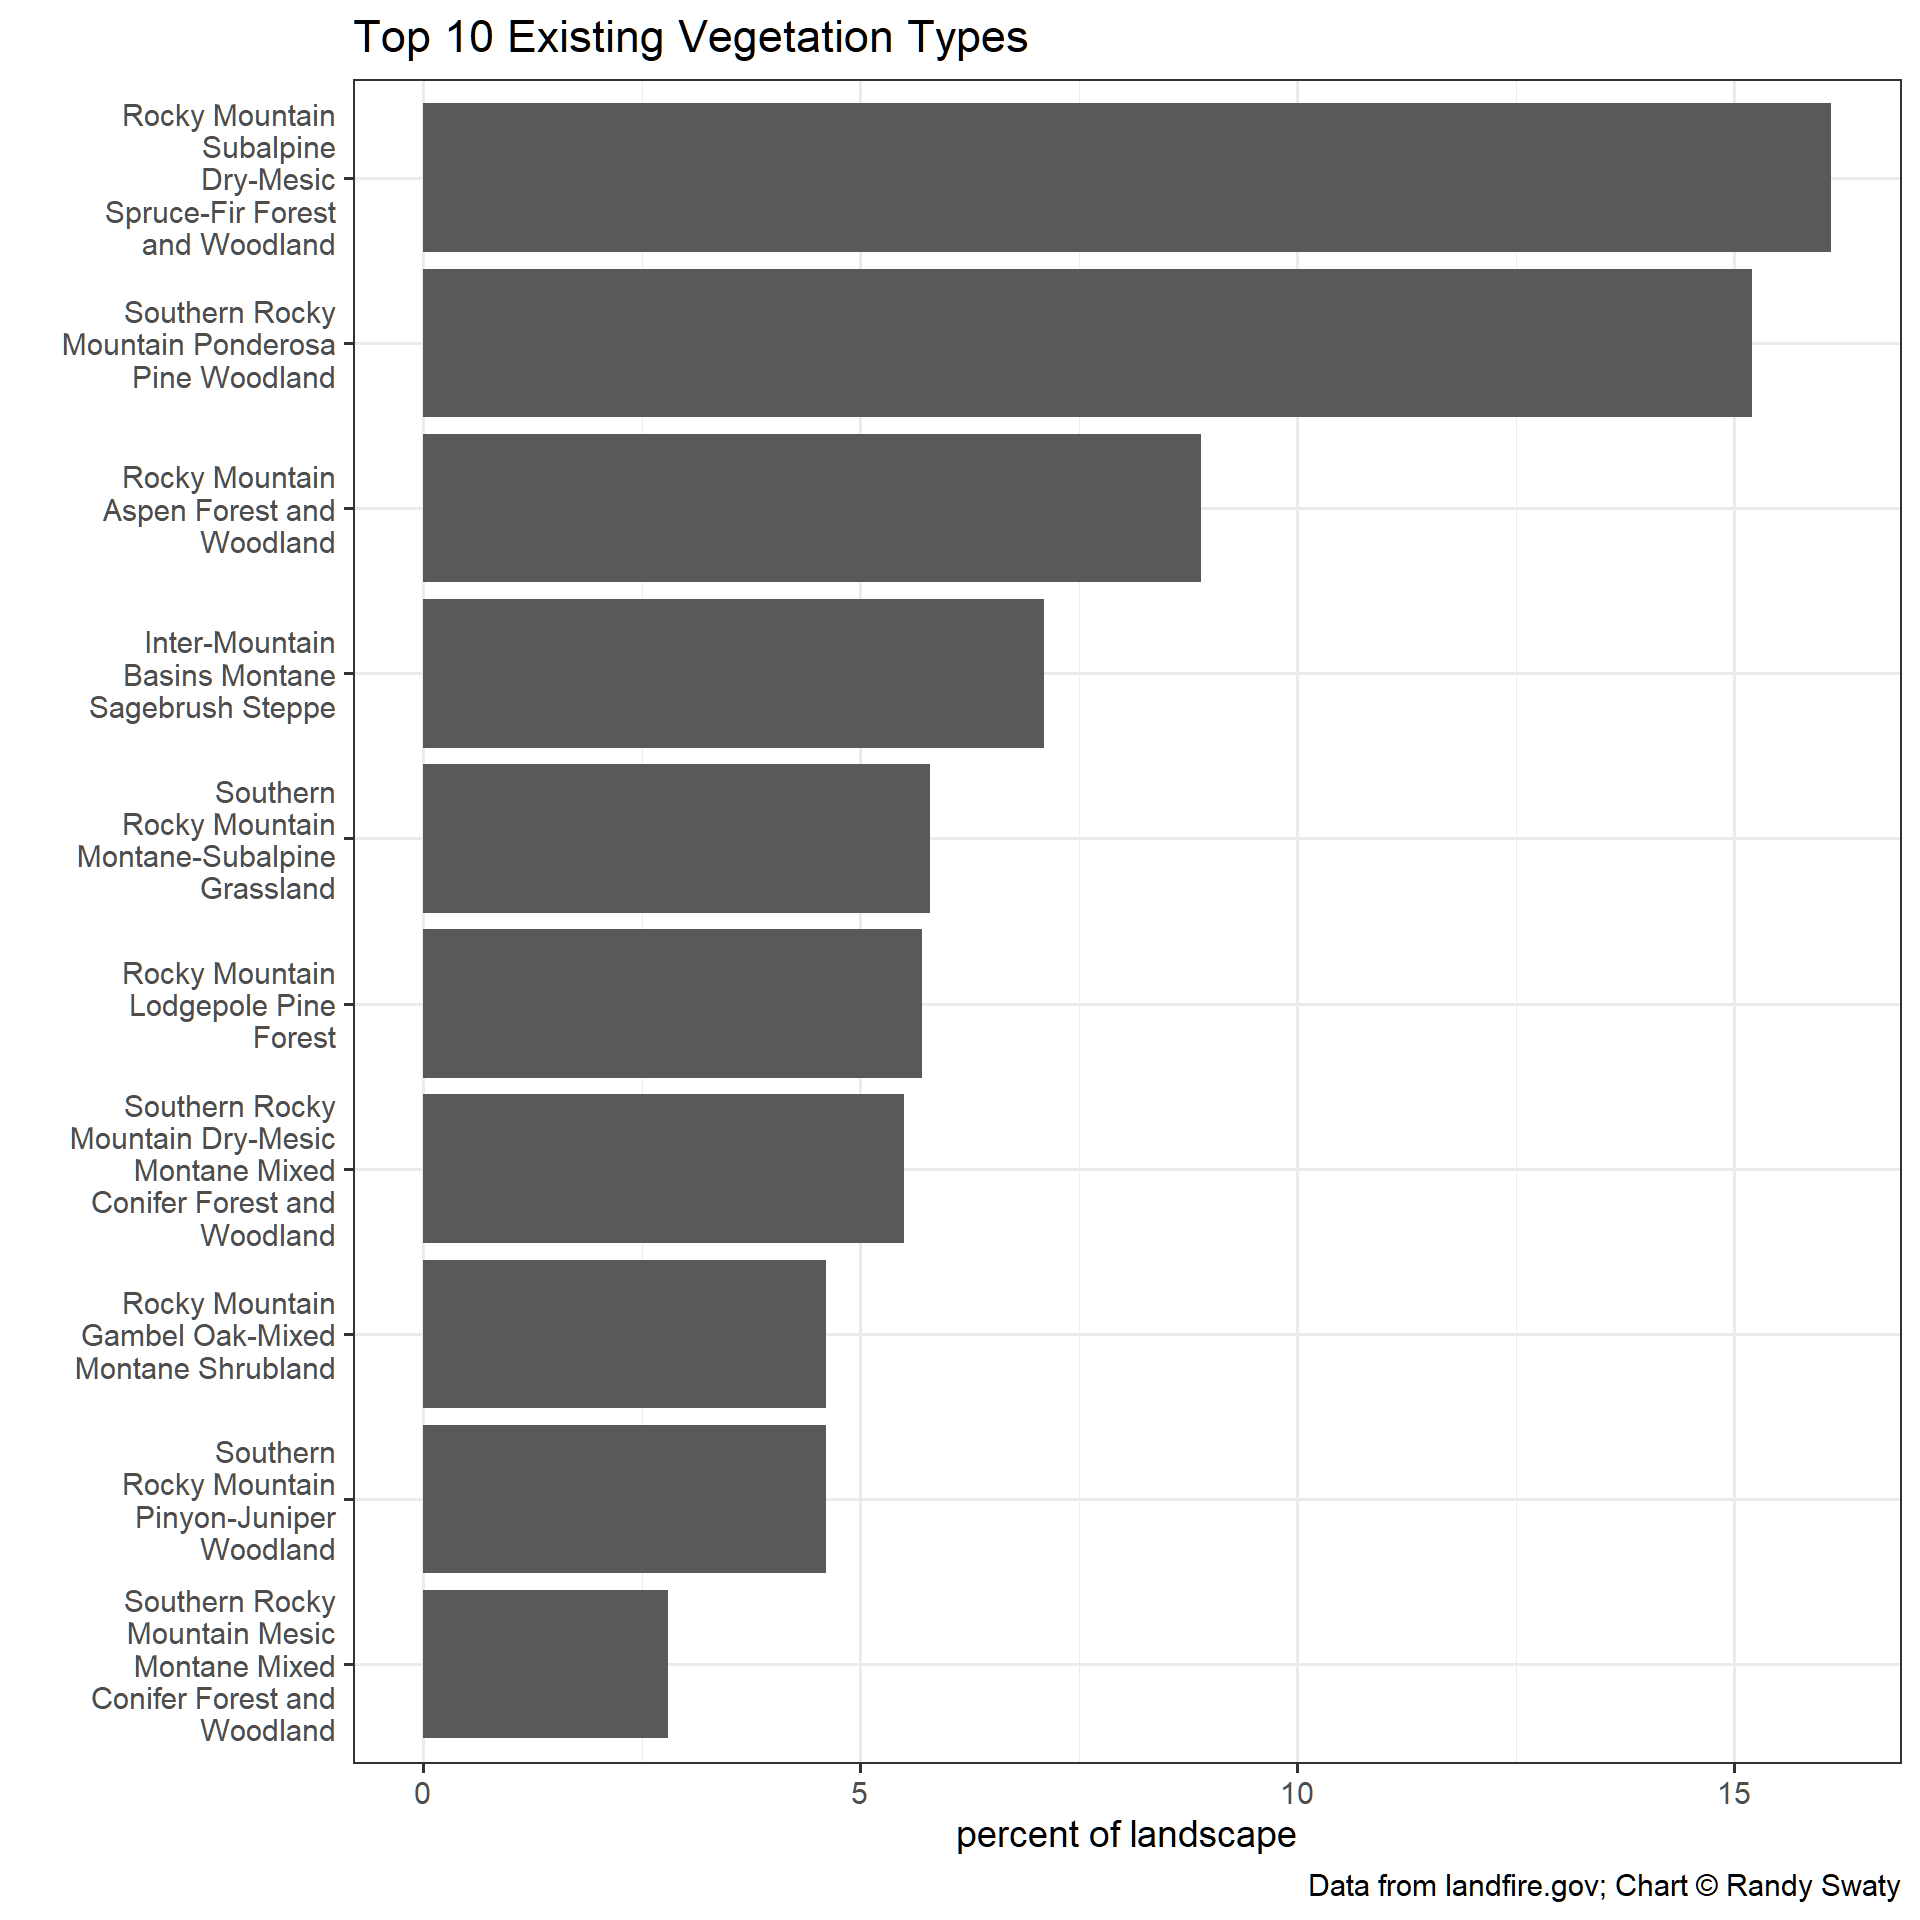 Top 10 Existing Vegetation Types
Rocky Mountain
Subalpine
Dry-Mesic
Spruce-Fir Forest
and Woodland
Southern Rocky
Mountain Ponderosa
Pine Woodland
Rocky Mountain
Aspen Forest and
Woodland
Inter-Mountain
Basins Montane
Sagebrush Steppe
Southern
Rocky Mountain
Montane-Subalpine
Grassland
Rocky Mountain
Lodgepole Pine
Forest
Southern Rocky
Mountain Dry-Mesic
Montane Mixed
Conifer Forest and
Woodland
Rocky Mountain
Gambel Oak-Mixed
Montane Shrubland
Southern
Rocky Mountain
Pinyon-Juniper
Woodland
Southern Rocky
Mountain Mesic
Montane Mixed
Conifer Forest and
Woodland
0 5 10 15
percent of landscape
Data from landfire.gov; Chart © Randy Swaty